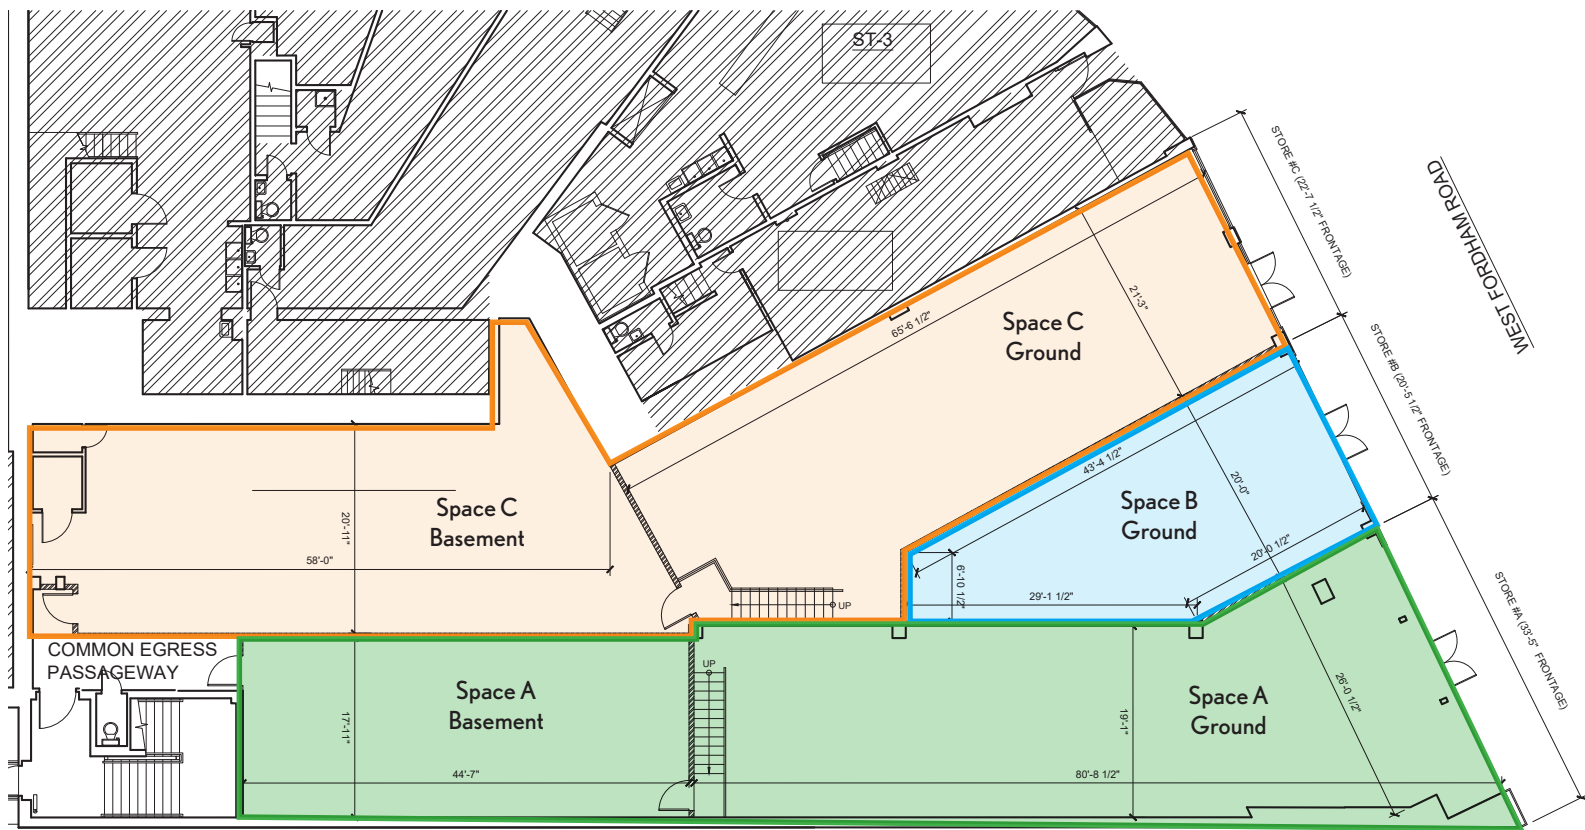 ST-3
WEST FORDHAM ROAD
STORE #C (22'-7 1/2" FRONTAGE)
STORE #B (20'-5 1/2" FRONTAGE)
STORE #A (33'-5" FRONTAGE)
21'-3"
65'-6 1/2"
Space C
Ground
43'-4 1/2"
20'-0"
Space B
Ground
20'-0 1/2"
6'-10 1/2"
29'-1 1/2"
Space C
Basement
20'-11"
58'-0"
UP
COMMON EGRESS
PASSAGEWAY
UP
Space A
Basement
17'-11"
44'-7"
Space A
Ground
19'-1"
26'-0 1/2"
80'-8 1/2"